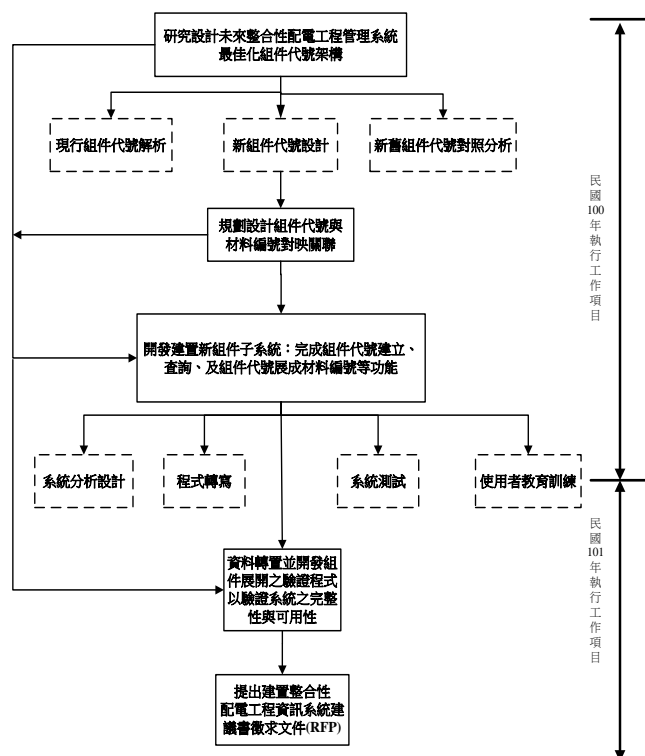 研究設計未來整合性配電工程管理系統
最佳化組件代號架構
現行組件代號解析
新組件代號設計
新舊組件代號對照分析
規劃設計組件代號與
材料編號對映關聯
開發建置新組件子系統：完成組件代號建立、
查詢、及組件代號展成材料編號等功能
系統分析設計
程式轉寫
系統測試
使用者教育訓練
資料轉置並開發組
件展開之驗證程式
以驗證系統之完整
性與可用性
提出建置整合性
配電工程資訊系統建
議書徵求文件(RFP)
民國100年執行工作項目
民國101年執行工作項目